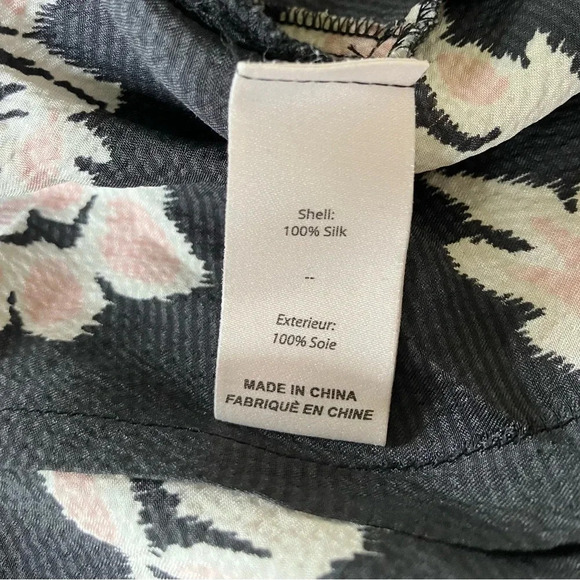 Shell:
100% Silk
--
Exterieur:
100% Soie
MADE IN CHINA
FABRIQUÈ EN CHINE